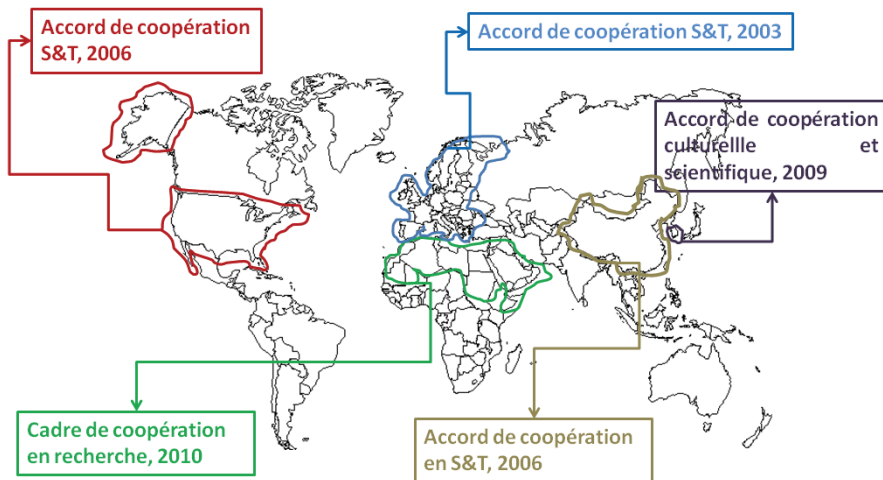 Accord de coopération
S&T, 2006
Accord de coopération S&T, 2003
Accord de coopération
culturellle et
scientifique, 2009
Cadre de coopération
en recherche, 2010
Accord de coopération
en S&T, 2006